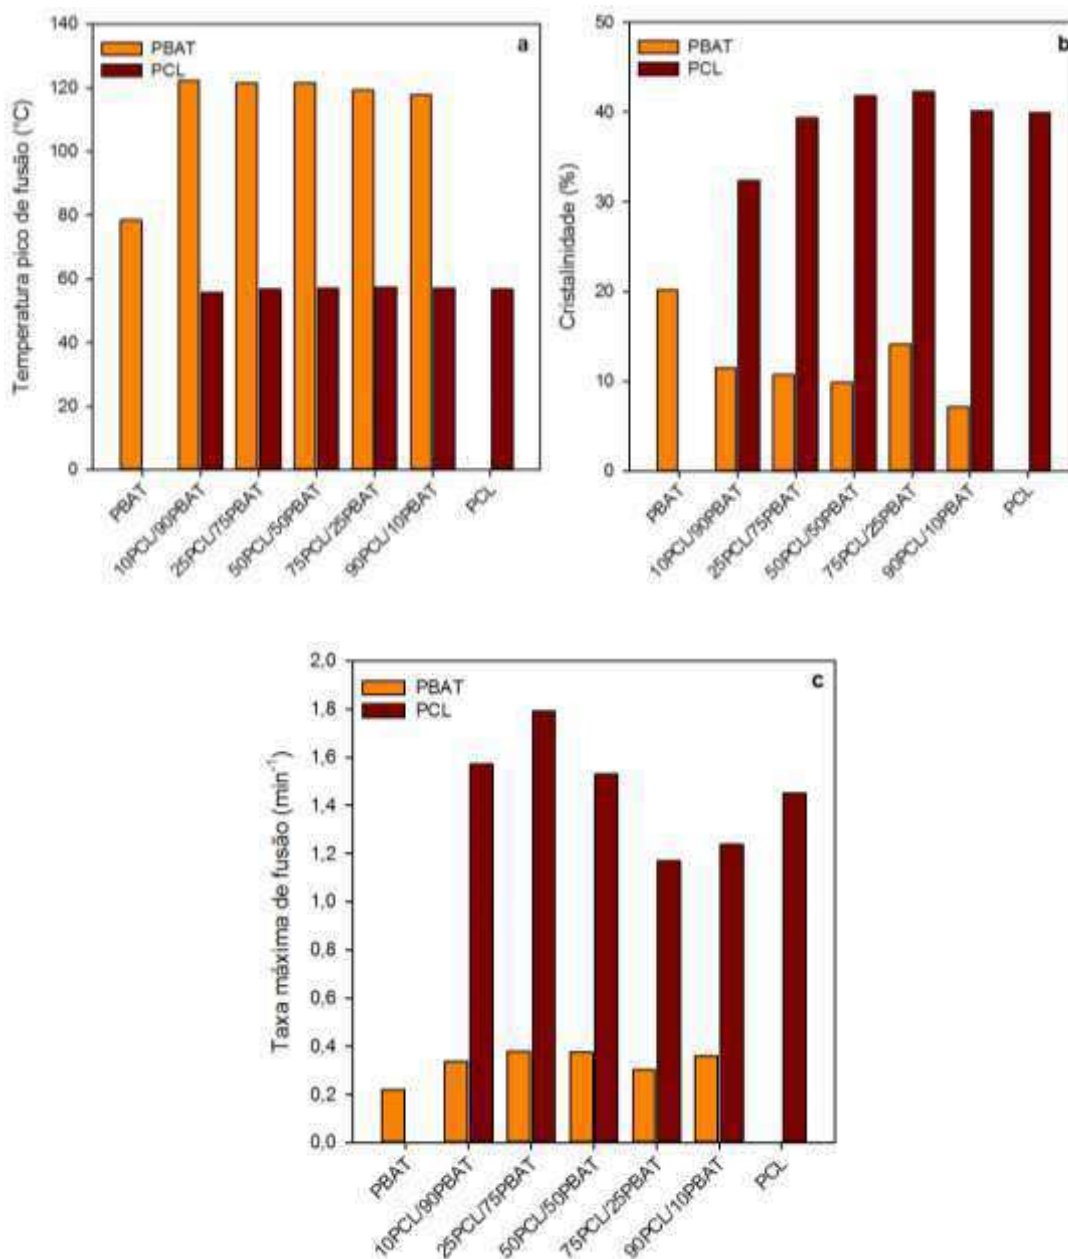 a
PBAT
PCL
Temperatura pico de fusão (°C)
140
120
100
80
60
40
20
0
PBAT
10PCL/90PBAT
25PCL/75PBAT
50PCL/50PBAT
75PCL/25PBAT
90PCL/10PBAT
PCL
b
PBAT
PCL
Cristalinidade (%)
50
40
30
20
10
0
PBAT
10PCL/90PBAT
25PCL/75PBAT
50PCL/50PBAT
75PCL/25PBAT
90PCL/10PBAT
PCL
c
PBAT
PCL
Taxa máxima de fusão (min⁻¹)
2,0
1,8
1,6
1,4
1,2
1,0
0,8
0,6
0,4
0,2
0,0
PBAT
10PCL/90PBAT
25PCL/75PBAT
50PCL/50PBAT
75PCL/25PBAT
90PCL/10PBAT
PCL